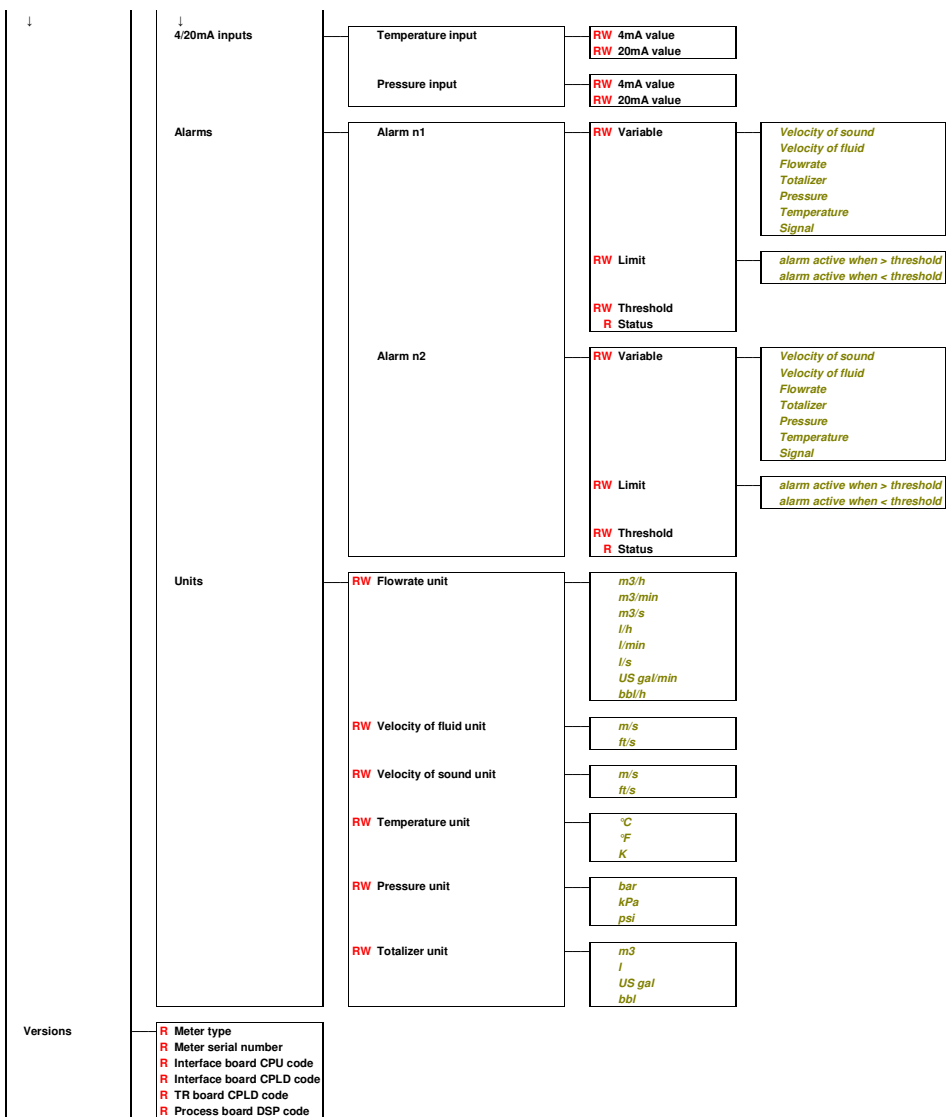 ↓ ↓
4/20mA inputs Temperature input RW 4mA value
RW 20mA value
Pressure input RW 4mA value
RW 20mA value
Alarms Alarm n1 RW Variable Velocity of sound
Velocity of fluid
Flowrate
Totalizer
Pressure
Temperature
Signal
RW Limit alarm active when > threshold
alarm active when < threshold
RW Threshold
R Status
Alarm n2 RW Variable Velocity of sound
Velocity of fluid
Flowrate
Totalizer
Pressure
Temperature
Signal
RW Limit alarm active when > threshold
alarm active when < threshold
RW Threshold
R Status
Units RW Flowrate unit m3/h
m3/min
m3/s
l/h
l/min
l/s
US gal/min
bbl/h
RW Velocity of fluid unit m/s
ft/s
RW Velocity of sound unit m/s
ft/s
RW Temperature unit °C
°F
K
RW Pressure unit bar
kPa
psi
RW Totalizer unit m3
l
US gal
bbl
Versions R Meter type
R Meter serial number
R Interface board CPU code
R Interface board CPLD code
R TR board CPLD code
R Process board DSP code